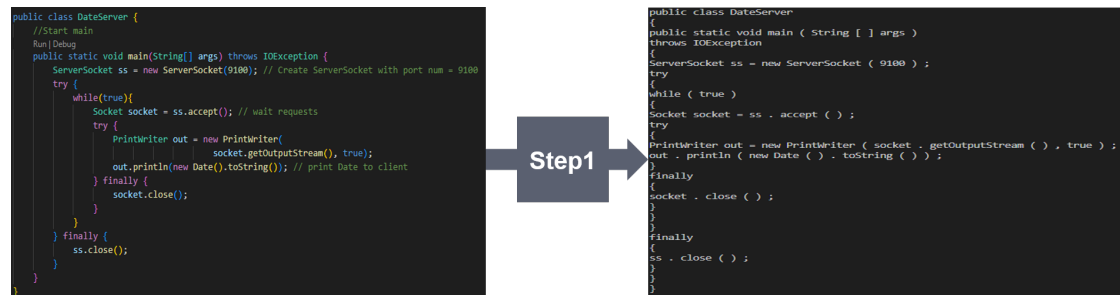 public class DateServer {
//Start main
Run | Debug
public static void main(String[] args) throws IOException {
ServerSocket ss = new ServerSocket(9100); // Create ServerSocket with port num = 9100
try {
while(true){
Socket socket = ss.accept(); // wait requests
try {
PrintWriter out = new PrintWriter(
socket.getOutputStream(), true);
out.println(new Date().toString()); // print Date to client
} finally {
socket.close();
}
}
} finally {
ss.close();
}
}
}
Step1
public class DateServer
{
public static void main ( String [ ] args )
throws IOException
{
ServerSocket ss = new ServerSocket ( 9100 ) ;
try
{
while ( true )
{
Socket socket = ss . accept ( ) ;
try
{
PrintWriter out = new PrintWriter ( socket . getOutputStream ( ) , true ) ;
out . println ( new Date ( ) . toString ( ) ) ;
}
finally
{
socket . close ( ) ;
}
}
}
finally
{
ss . close ( ) ;
}
}
}